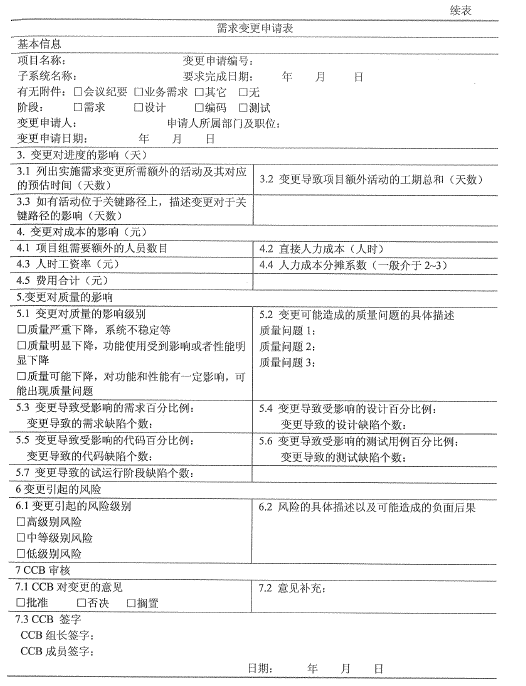 续表
需求变更申请表
基本信息
项目名称： 变更申请编号：
子系统名称： 要求完成日期： 年 月 日
有无附件：□会议纪要 □业务需求 □其它 □无
阶段： □需求 □设计 □编码 □测试
变更申请人： 申请人所属部门及职位：
变更申请日期： 年 月 日
3. 变更对进度的影响（天）
3.1 列出实施需求变更所需额外的活动及其对应
的预估时间（天数）
3.2 变更导致项目额外活动的工期总和（天数）
3.3 如有活动位于关键路径上，描述变更对于关
键路径的影响（天数）
4. 变更对成本的影响（元）
4.1 项目组需要额外的人员数目
4.2 直接人力成本（人时）
4.3 人时工资率（元）
4.4 人力成本分摊系数（一般介于 2~3）
4.5 费用合计（元）
5.变更对质量的影响
5.1 变更对质量的影响级别
□质量严重下降，系统不稳定等
□质量明显下降，功能使用受到影响或者性能明
显下降
□质量可能下降，对功能和性能有一定影响，可
能出现质量问题
5.2 变更可能造成的质量问题的具体描述
质量问题 1：
质量问题 2：
质量问题 3：
5.3 变更导致受影响的需求百分比例：
变更导致的需求缺陷个数：
5.4 变更导致受影响的设计百分比例：
变更导致的设计缺陷个数：
5.5 变更导致受影响的代码百分比例：
变更导致的代码缺陷个数：
5.6 变更导致受影响的测试用例百分比例：
变更导致的测试缺陷个数：
5.7 变更导致的试运行阶段缺陷个数：
6 变更引起的风险
6.1 变更引起的风险级别
□高级别风险
□中等级别风险
□低级别风险
6.2 风险的具体描述以及可能造成的负面后果
7 CCB 审核
7.1 CCB 对变更的意见
□批准 □否决 □搁置
7.2 意见补充：
7.3 CCB 签字
CCB 组长签字：
CCB 成员签字：
日期： 年 月 日